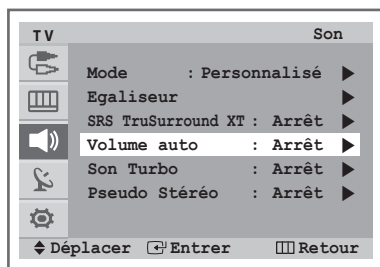 TV Son
Mode : Personnalisé
Egaliseur
SRS TruSurround XT : Arrêt
Volume auto : Arrêt
Son Turbo : Arrêt
Pseudo Stéréo : Arrêt
Déplacer Entrer Retour